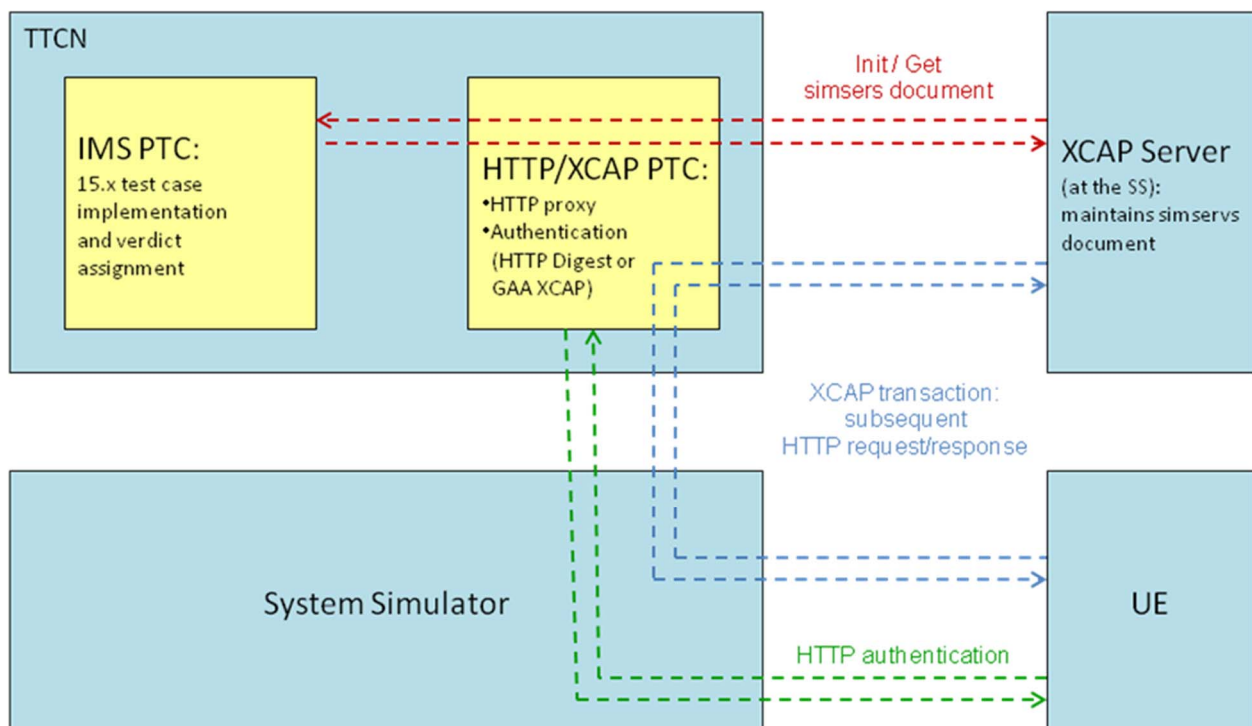 TTCN
IMS PTC:
15.x test case
implementation
and verdict
assignment
HTTP/XCAP PTC:
•HTTP proxy
•Authentication
(HTTP Digest or
GAA XCAP)
Init / Get
simsers document
XCAP Server
(at the SS):
maintains simservs
document
XCAP transaction:
subsequent
HTTP request/response
System Simulator
UE
HTTP authentication